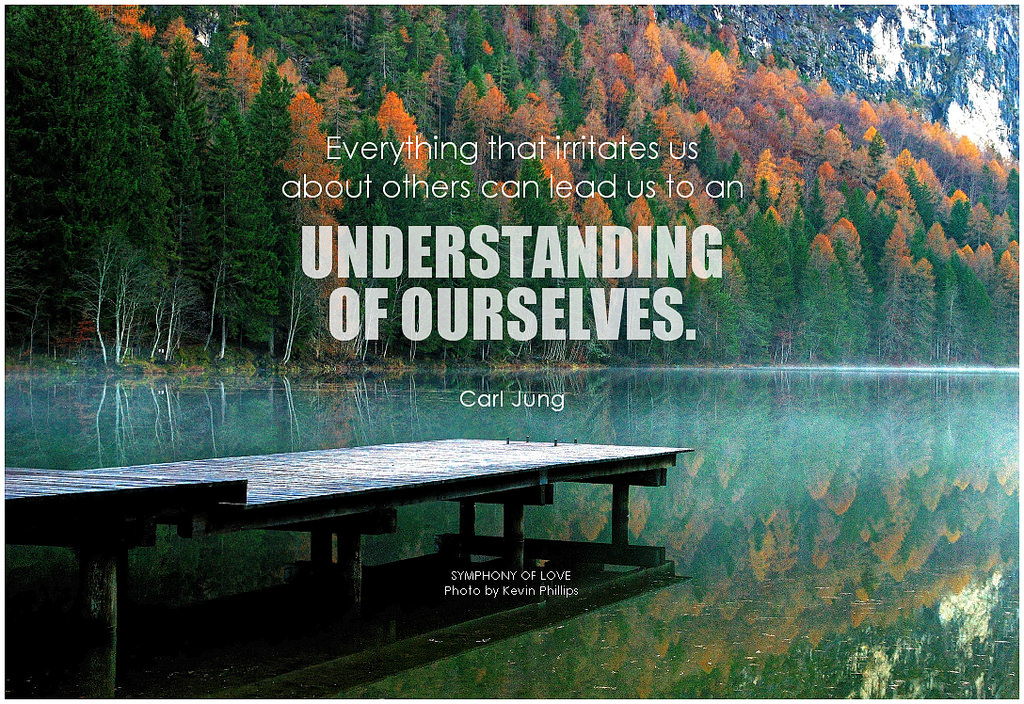 Everything that irritates us
about others can lead us to an
UNDERSTANDING
OF OURSELVES.
Carl Jung
SYMPHONY OF LOVE
Photo by Kevin Phillips